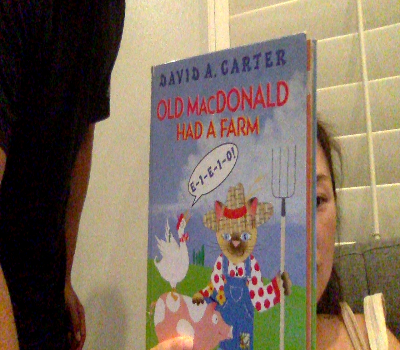 DAVID A. CARTER
OLD MACDONALD
HAD A FARM
E-I-E-I-O!